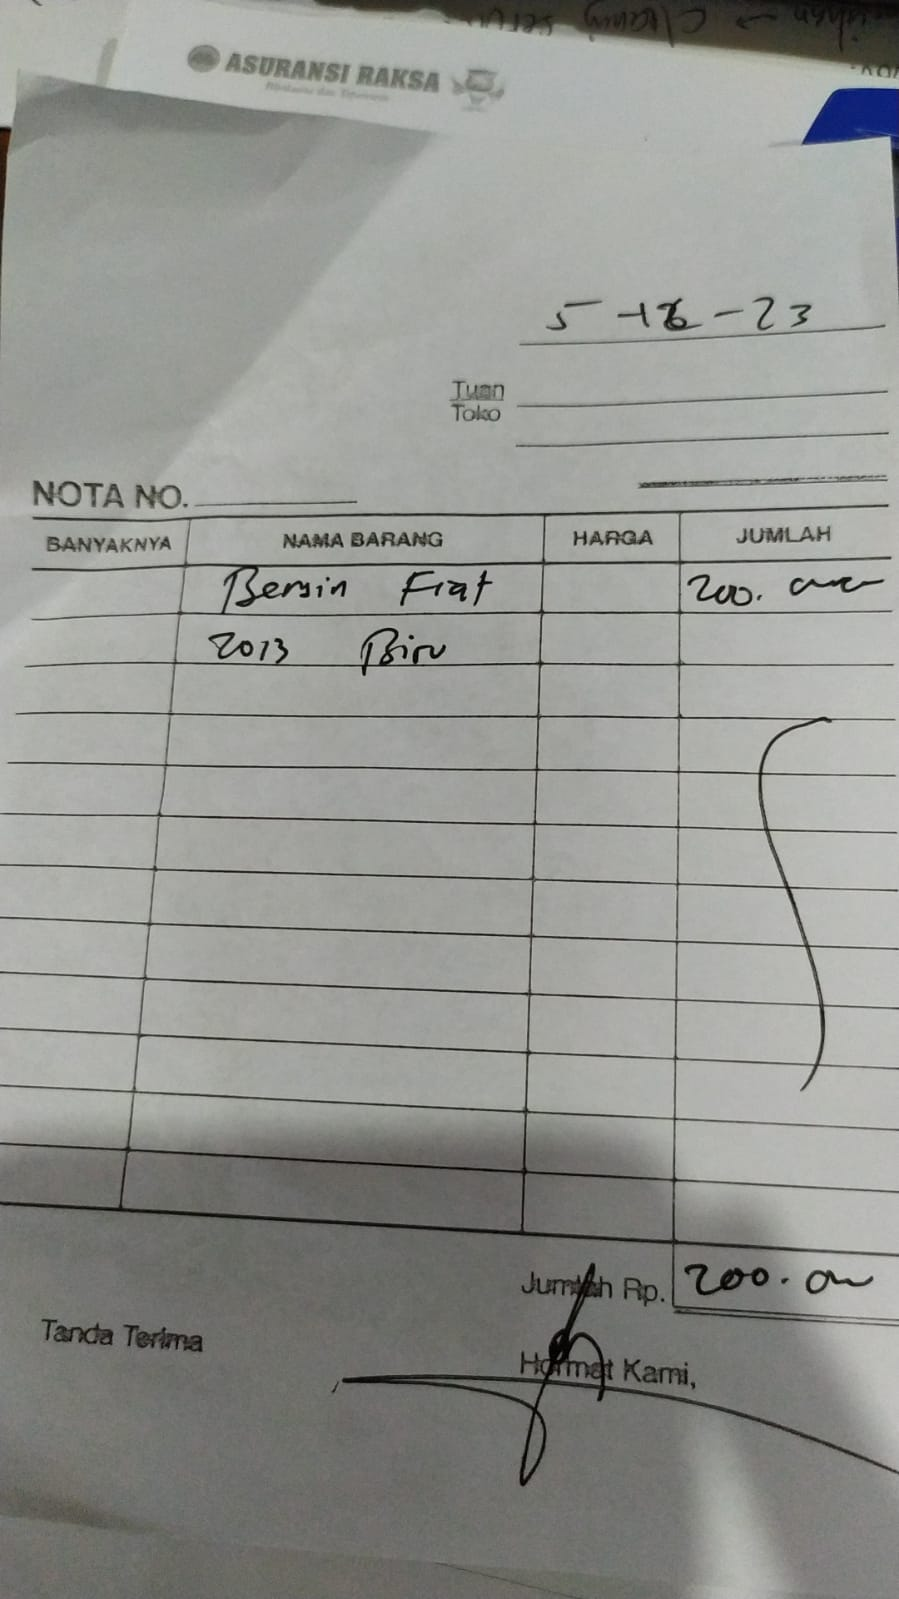 ASURANSI RAKSA
5-12-23
Tuan
Toko
NOTA NO.
BANYAKNYA NAMA BARANG HARGA JUMLAH
Bensin Fiat 200.000
2013 Biru
Jumlah Rp. 200.000
Tanda Terima
Hormat Kami,